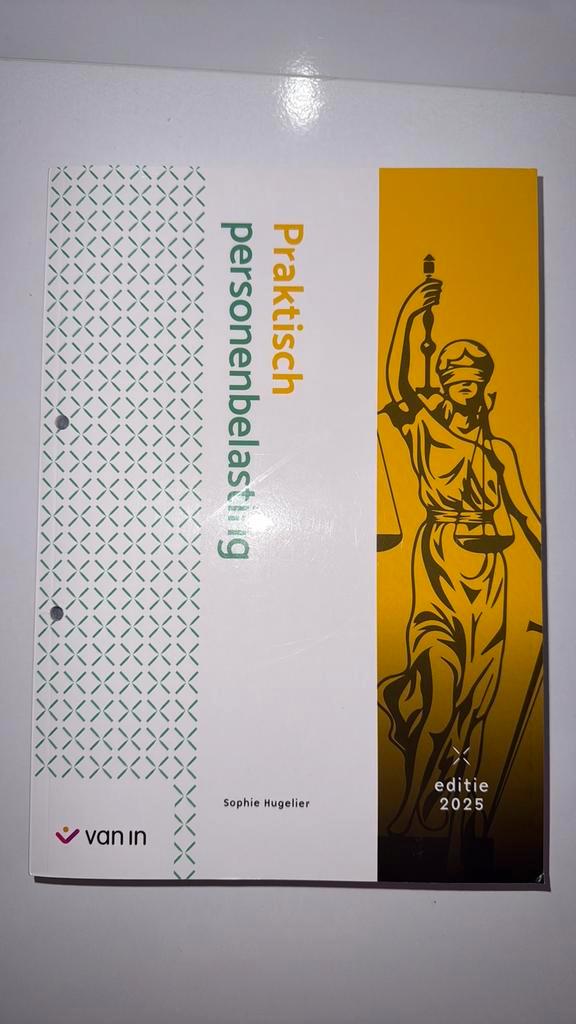 Praktisch
personenbelasting
Sophie Hugelier
van in
editie
2025